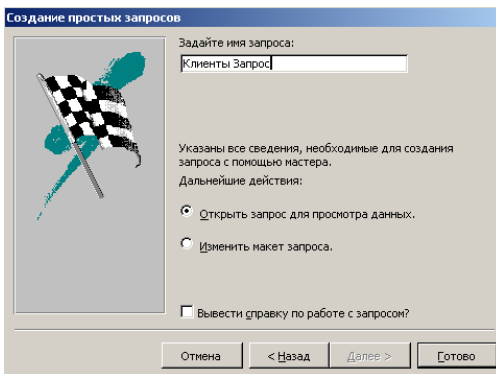 Создание простых запросов
Задайте имя запроса:
Клиенты Запрос
Указаны все сведения, необходимые для создания
запроса с помощью мастера.
Дальнейшие действия:
Открыть запрос для просмотра данных.
Изменить макет запроса.
Вывести справку по работе с запросом?
Отмена
< Назад
Далее >
Готово